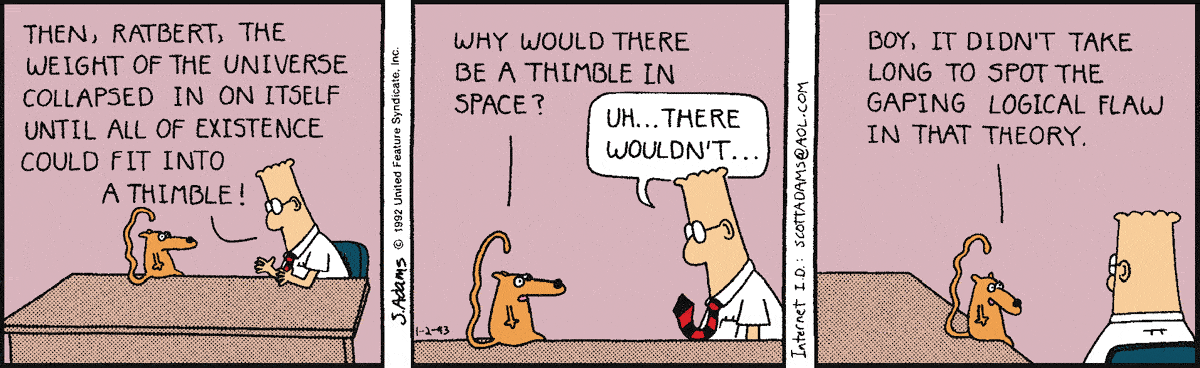 THEN, RATBERT, THE
WEIGHT OF THE UNIVERSE
COLLAPSED IN ON ITSELF
UNTIL ALL OF EXISTENCE
COULD FIT INTO
A THIMBLE!
S.Adams © 1992 United Feature Syndicate, Inc.
WHY WOULD THERE
BE A THIMBLE IN
SPACE?
UH...THERE
WOULDN'T...
1-2-93
Internet I.D.: SCOTTADAMS@AOL.COM
BOY, IT DIDN'T TAKE
LONG TO SPOT THE
GAPING LOGICAL FLAW
IN THAT THEORY.